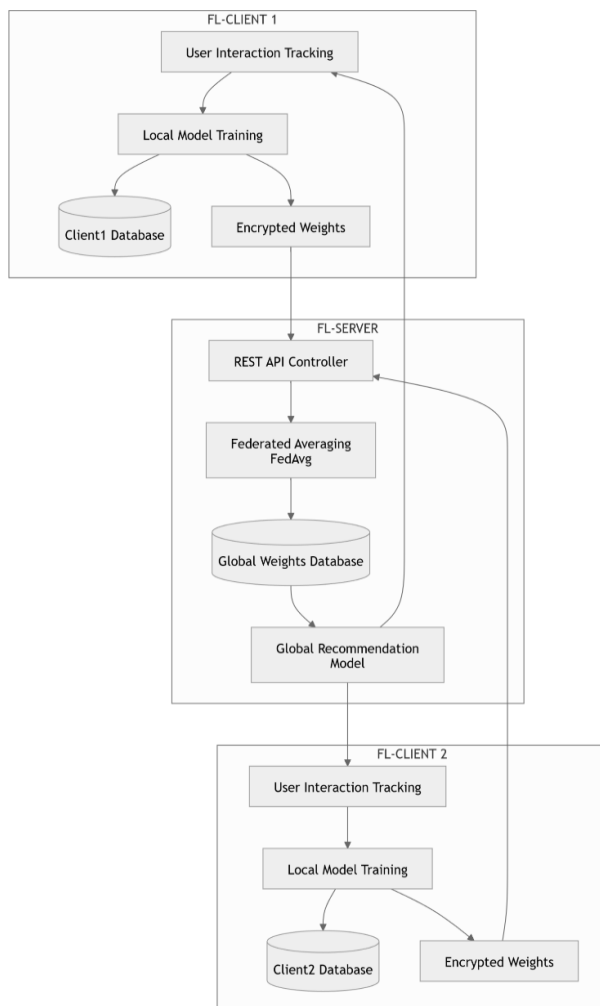 FL-CLIENT 1
User Interaction Tracking
Local Model Training
Client1 Database
Encrypted Weights
FL-SERVER
REST API Controller
Federated Averaging
FedAvg
Global Weights Database
Global Recommendation
Model
FL-CLIENT 2
User Interaction Tracking
Local Model Training
Client2 Database
Encrypted Weights